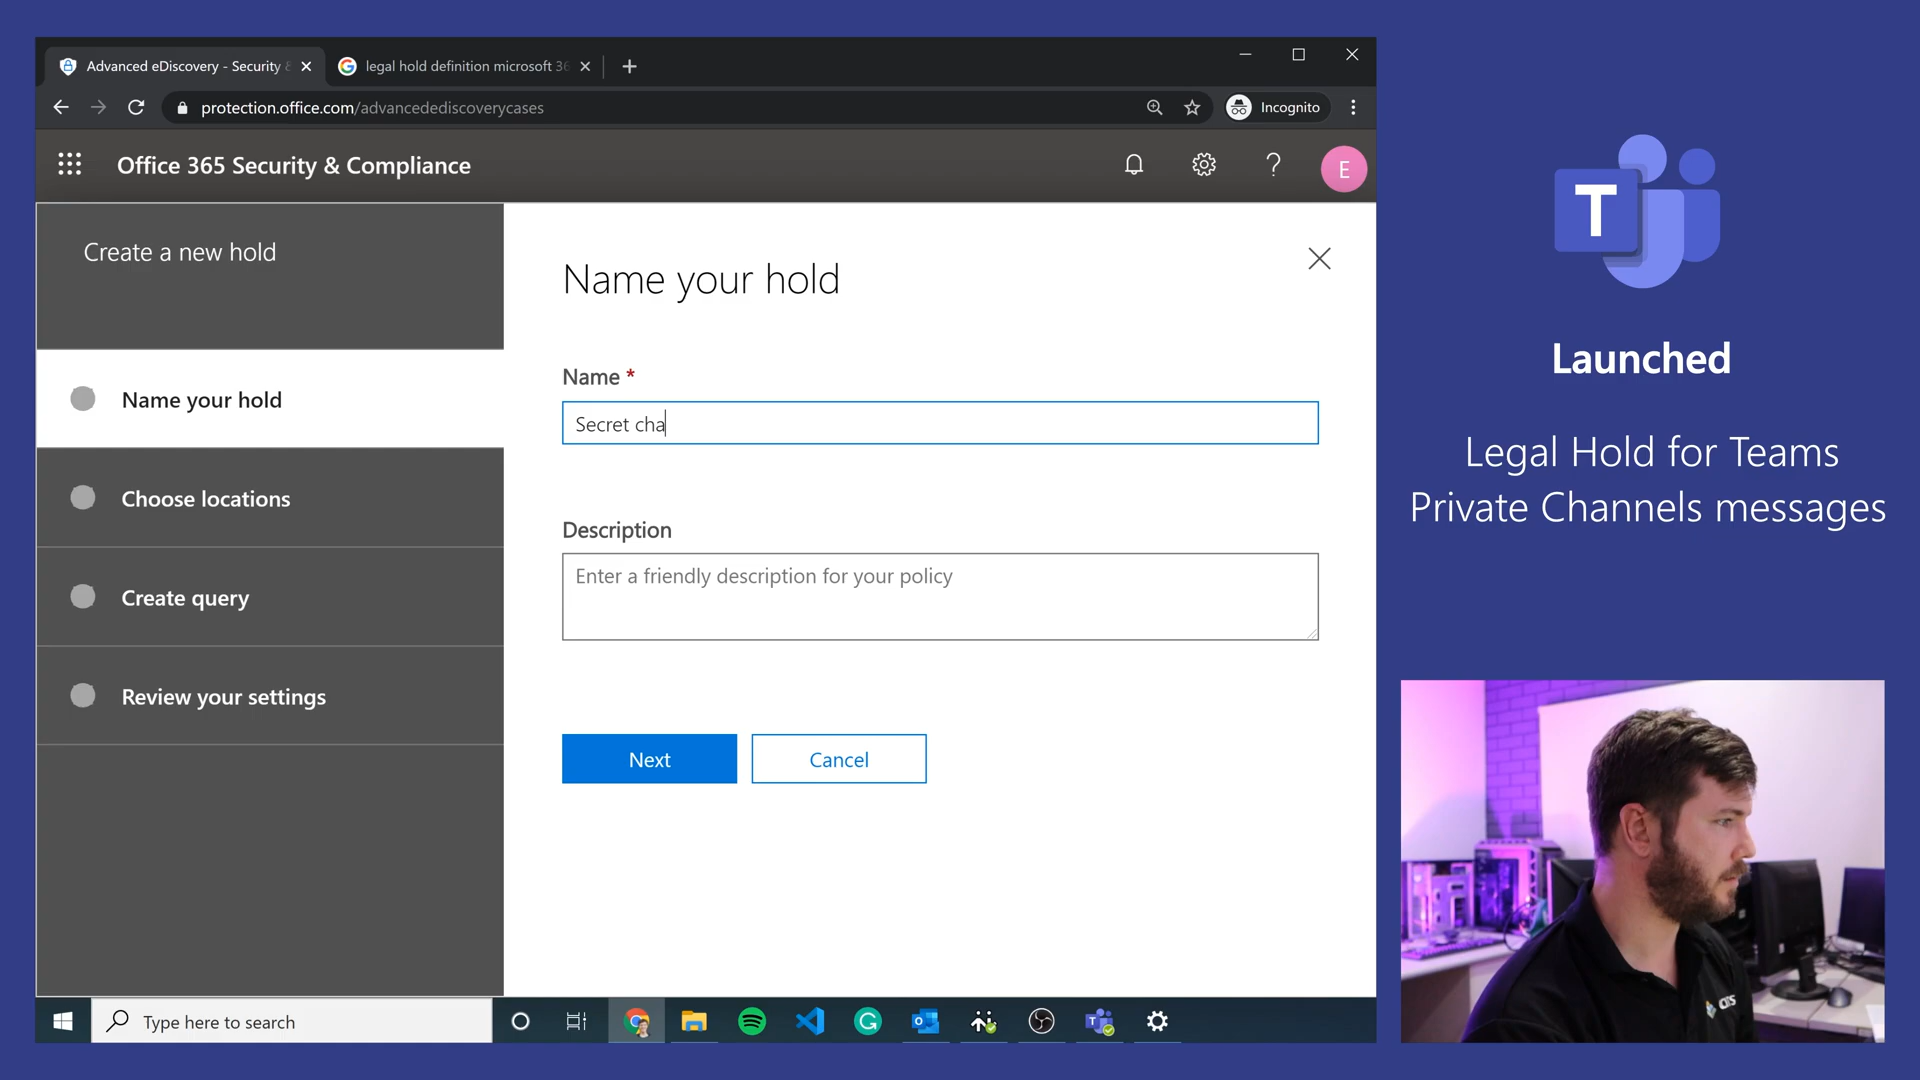 Advanced eDiscovery - Security &
legal hold definition microsoft 36
protection.office.com/advancedediscoverycases
Incognito
Office 365 Security & Compliance
E
Create a new hold
Name your hold
Choose locations
Create query
Review your settings
Name your hold
Name *
Secret cha
Description
Enter a friendly description for your policy
Next
Cancel
Type here to search
T
Launched
Legal Hold for Teams
Private Channels messages